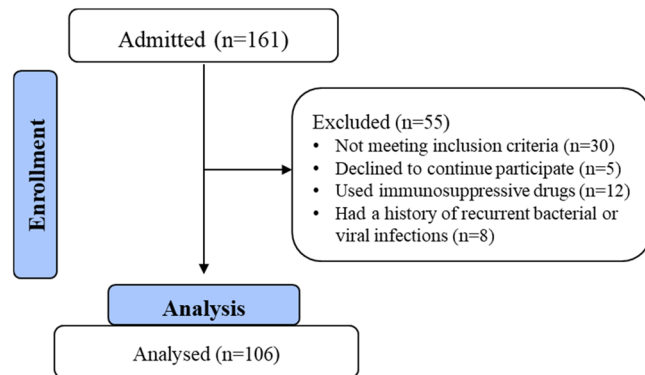 Admitted (n=161)
Enrollment
Excluded (n=55)
• Not meeting inclusion criteria (n=30)
• Declined to continue participate (n=5)
• Used immunosuppressive drugs (n=12)
• Had a history of recurrent bacterial or
viral infections (n=8)
Analysis
Analysed (n=106)